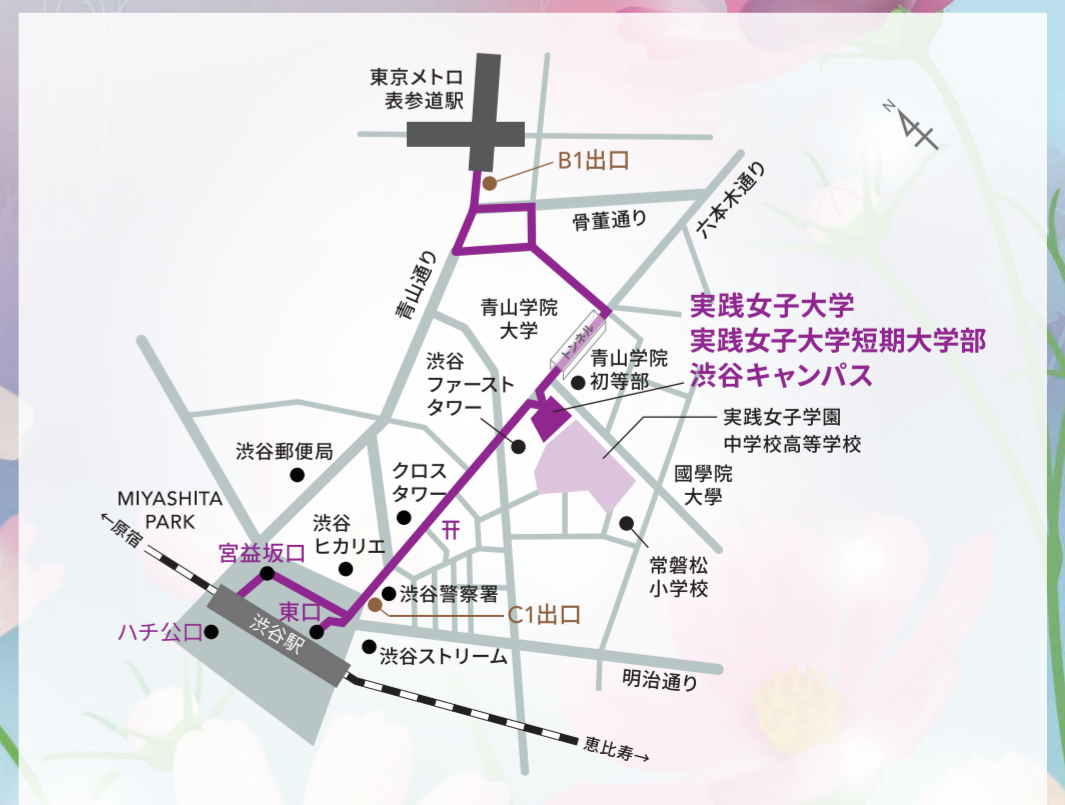 東京メトロ
表参道駅
N
B1出口
骨董通り
六本木通り
青山通り
青山学院
大学
トンネル
実践女子大学
実践女子大学短期大学部
渋谷キャンパス
青山学院
初等部
渋谷
ファースト
タワー
実践女子学園
中学校高等学校
渋谷郵便局
クロス
タワー
國學院
大學
MIYASHITA
PARK
←原宿
渋谷
ヒカリエ
宮益坂口
常磐松
小学校
渋谷警察署
東口
C1出口
ハチ公口
渋谷駅
渋谷ストリーム
明治通り
恵比寿→